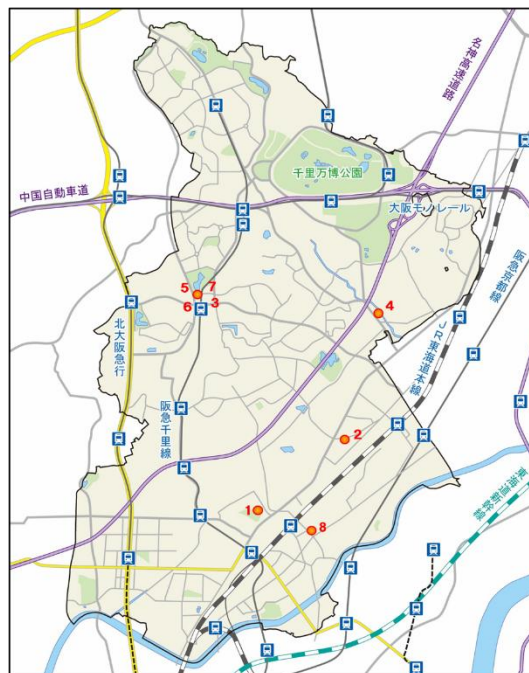 名神高速道路
千里万博公園
中国自動車道
大阪モノレール
阪急京都線
5 7
6 3
4
JR東海道本線
北大阪急行
阪急千里線
2
東海道新幹線
1
8